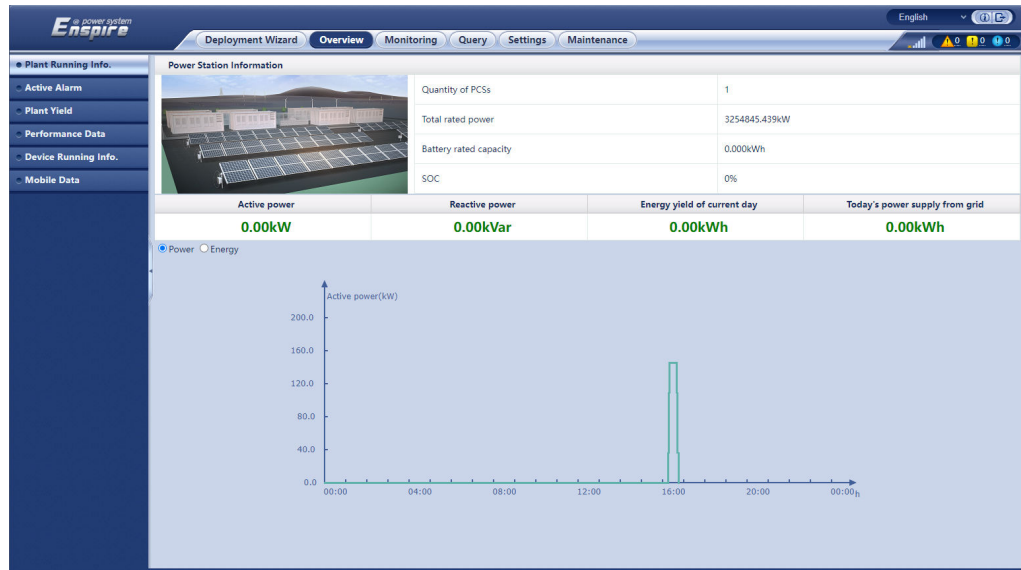 @ power system
Enspire
English
Deployment Wizard Overview Monitoring Query Settings Maintenance
0 0 0
Plant Running Info.
Active Alarm
Plant Yield
Performance Data
Device Running Info.
Mobile Data
Power Station Information
Quantity of PCSs 1
Total rated power 3254845.439kW
Battery rated capacity 0.000kWh
SOC 0%
Active power Reactive power Energy yield of current day Today's power supply from grid
0.00kW 0.00kVar 0.00kWh 0.00kWh
Power Energy
Active power(kW)
200.0
160.0
120.0
80.0
40.0
0.0
00:00 04:00 08:00 12:00 16:00 20:00 00:00 h